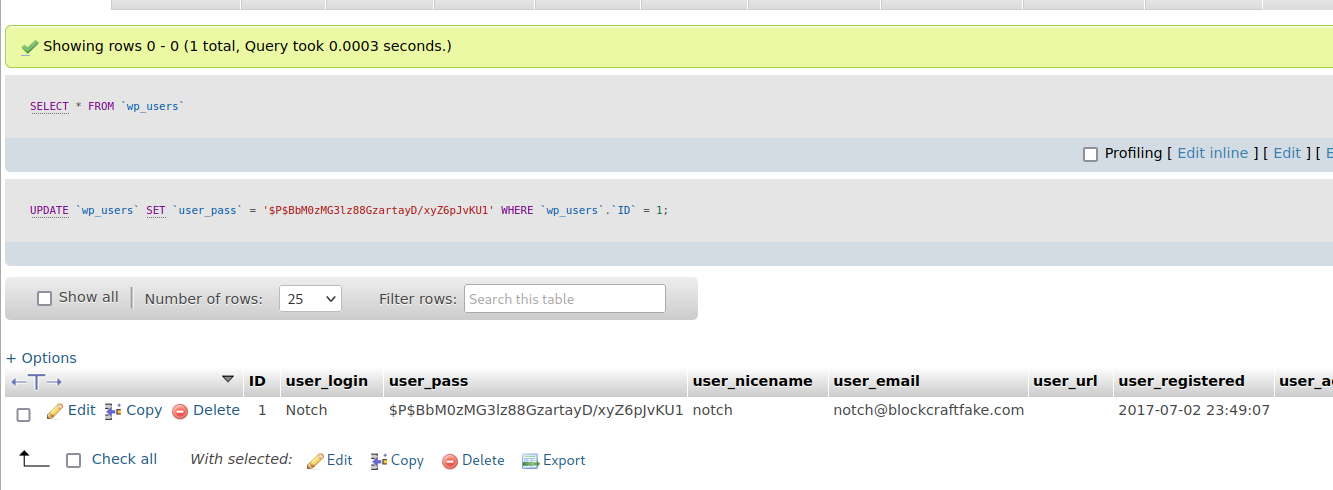 Showing rows 0 - 0 (1 total, Query took 0.0003 seconds.)
SELECT * FROM `wp_users`
Profiling [ Edit inline ] [ Edit ] [ E
UPDATE `wp_users` SET `user_pass` = '$P$BbM0zMG3lz88GzartayD/xyZ6pJvKU1' WHERE `wp_users`.`ID` = 1;
Show all Number of rows: 25 Filter rows: Search this table
+ Options
←T→ ID user_login user_pass user_nicename user_email user_url user_registered user_a
Edit Copy Delete 1 Notch $P$BbM0zMG3lz88GzartayD/xyZ6pJvKU1 notch notch@blockcraftfake.com 2017-07-02 23:49:07
Check all With selected: Edit Copy Delete Export